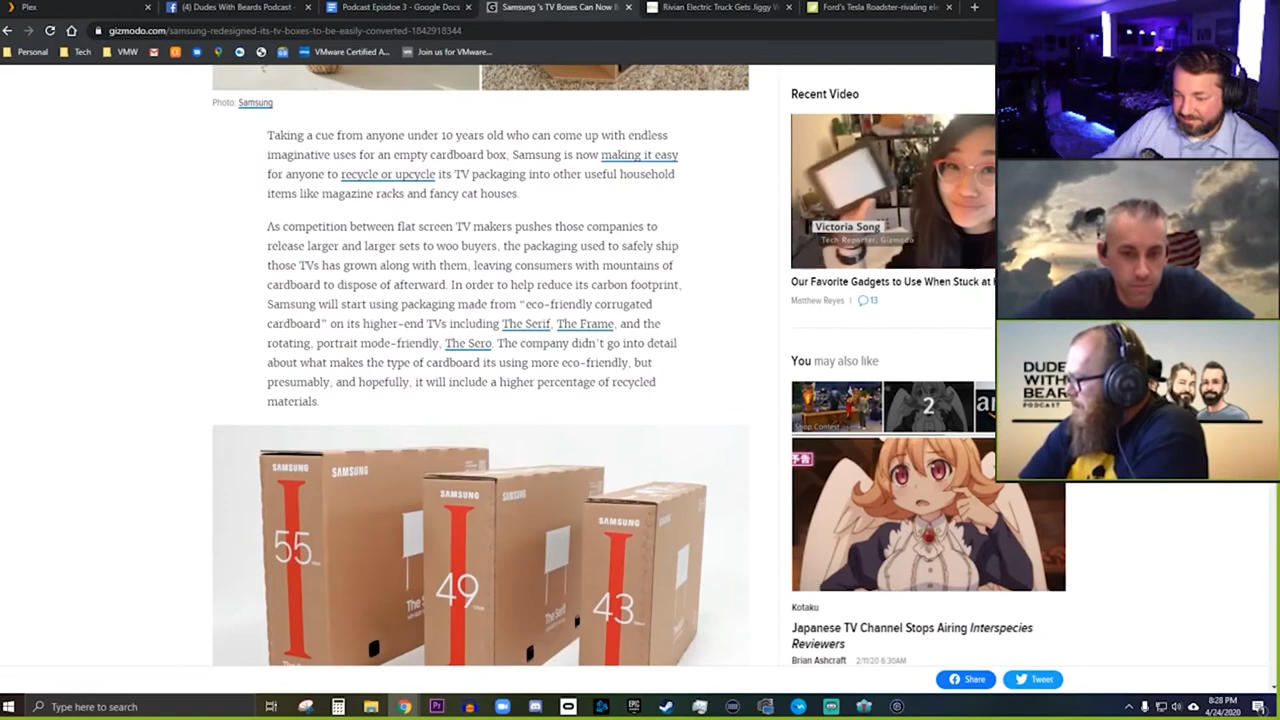 Plex
(4) Dudes With Beards Podcast -
Podcast Episdoe 3 - Google Docs
Samsung 's TV Boxes Can Now B
Rivian Electric Truck Gets Jiggy W
Ford's Tesla Roadster-rivaling ele
gizmodo.com/samsung-redesigned-its-tv-boxes-to-be-easily-converted-1842918344
Personal
Tech
VMW
VMware Certified A...
Join us for VMware...
Photo: Samsung
Taking a cue from anyone under 10 years old who can come up with endless
imaginative uses for an empty cardboard box, Samsung is now making it easy
for anyone to recycle or upcycle its TV packaging into other useful household
items like magazine racks and fancy cat houses.
As competition between flat screen TV makers pushes those companies to
release larger and larger sets to woo buyers, the packaging used to safely ship
those TVs has grown along with them, leaving consumers with mountains of
cardboard to dispose of afterward. In order to help reduce its carbon footprint,
Samsung will start using packaging made from “eco-friendly corrugated
cardboard” on its higher-end TVs including The Serif, The Frame, and the
rotating, portrait mode-friendly, The Sero. The company didn't go into detail
about what makes the type of cardboard its using more eco-friendly, but
presumably, and hopefully, it will include a higher percentage of recycled
materials.
SAMSUNG
SAMSUNG
55
SAMSUNG
SAMSUNG
49
The Serif
SAMSUNG
43
Recent Video
Victoria Song
Tech Reporter, Gizmodo
Our Favorite Gadgets to Use When Stuck at
Matthew Reyes
13
You may also like
Shop Contest
2
予告
Kotaku
Japanese TV Channel Stops Airing Interspecies
Reviewers
Brian Ashcraft
2/11/20 6:30AM
Share
Tweet
DUDE
WITH
BEAR
PODCAST
Type here to search
Pr
EPIC
8:28 PM
4/24/2020